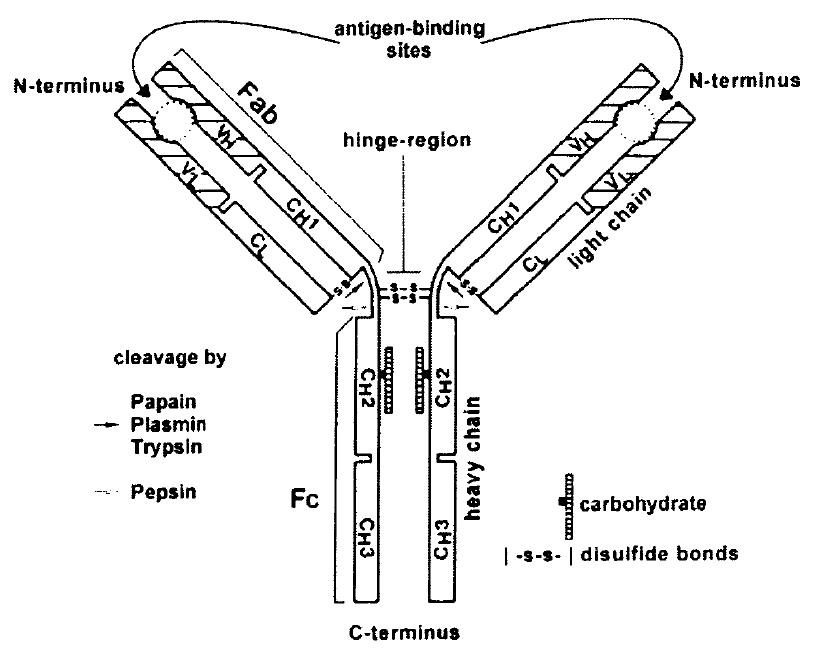 antigen-binding
sites
N-terminus
N-terminus
Fab
hinge-region
VH
VH
VL
VL
CH1
CH1
CL
CL
light chain
s-s
s-s
-s-s-
-s-s-
cleavage by
Papain
Plasmin
Trypsin
Pepsin
CH2
CH2
heavy chain
Fc
CH3
CH3
carbohydrate
-s-s- disulfide bonds
C-terminus